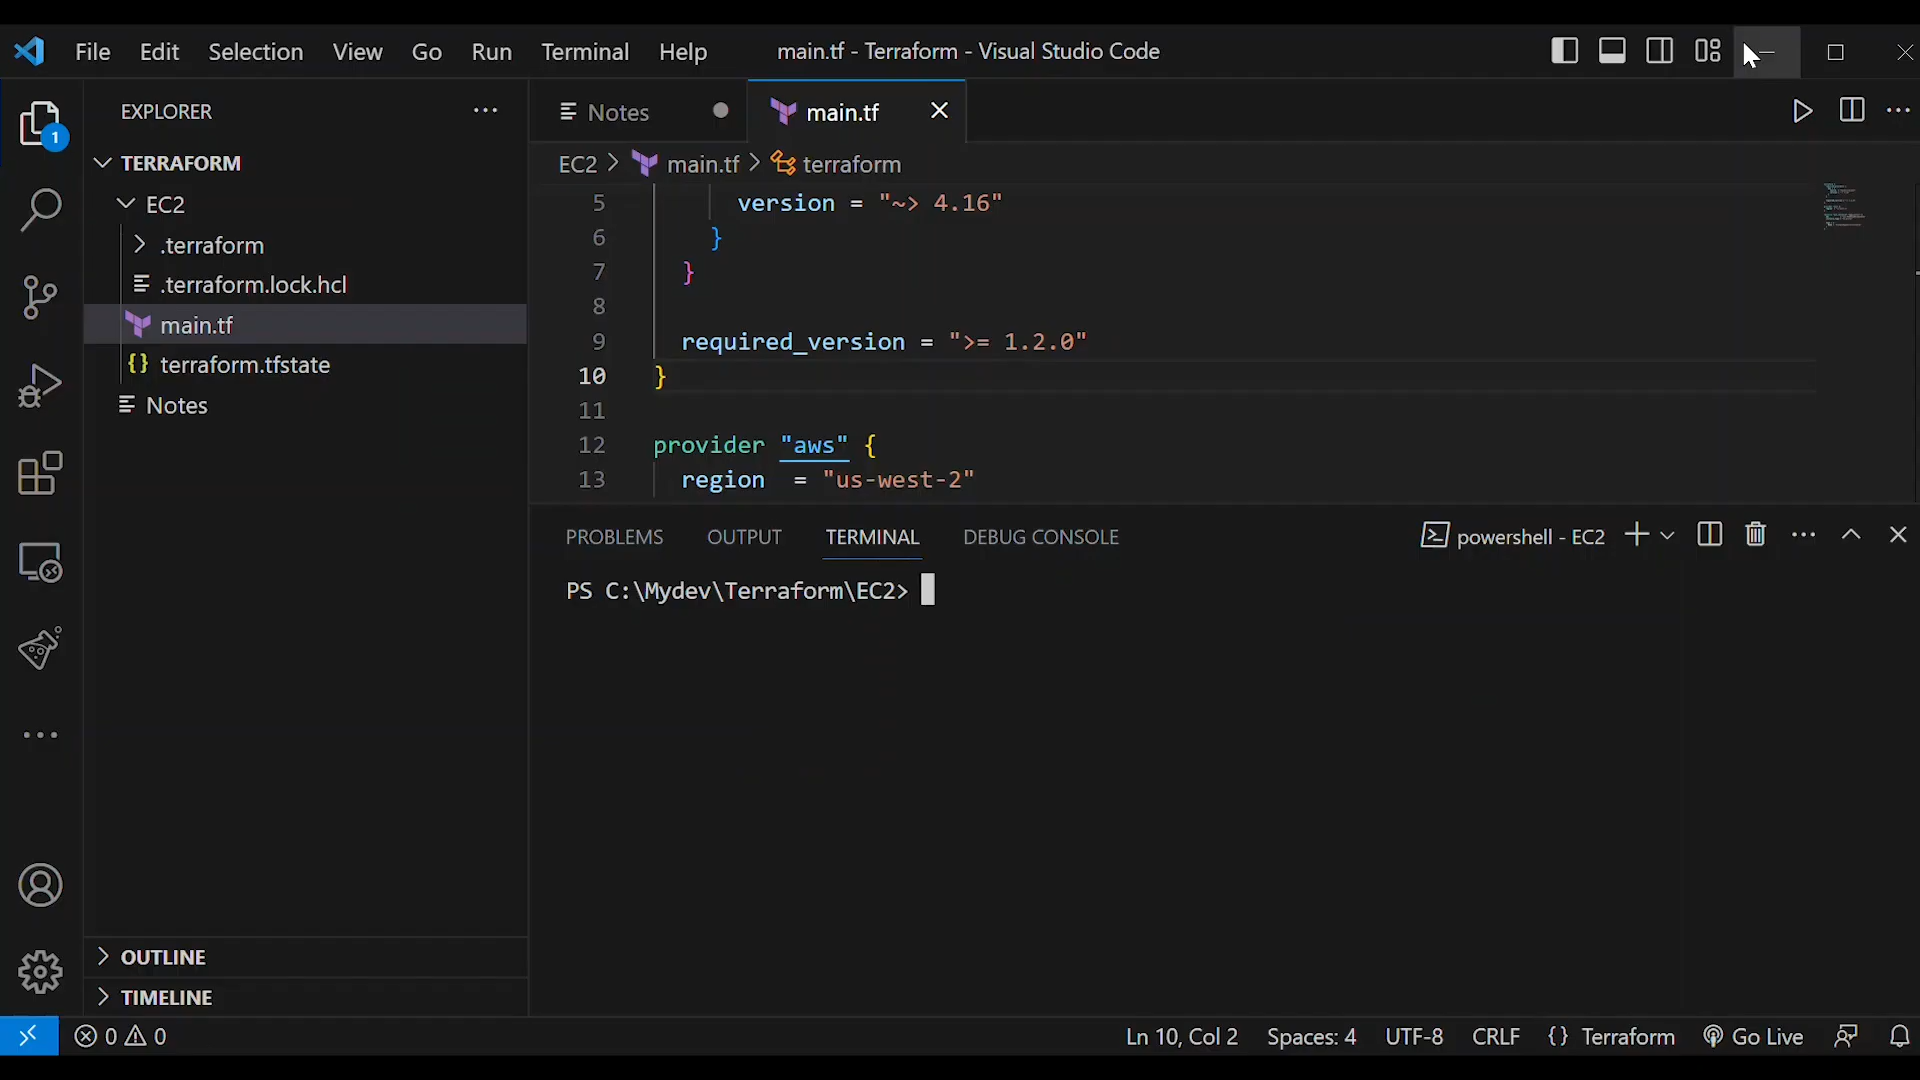 File Edit Selection View Go Run Terminal Help main.tf - Terraform - Visual Studio Code
1
EXPLORER
TERRAFORM
EC2
.terraform
.terraform.lock.hcl
main.tf
terraform.tfstate
Notes
OUTLINE
TIMELINE
Notes main.tf
EC2 > main.tf > terraform
5 version = "~> 4.16"
6 }
7 }
8
9 required_version = ">= 1.2.0"
10 }
11
12 provider "aws" {
13 region  = "us-west-2"
PROBLEMS OUTPUT TERMINAL DEBUG CONSOLE powershell - EC2
PS C:\Mydev\Terraform\EC2>
0 0 Ln 10, Col 2 Spaces: 4 UTF-8 CRLF {} Terraform Go Live